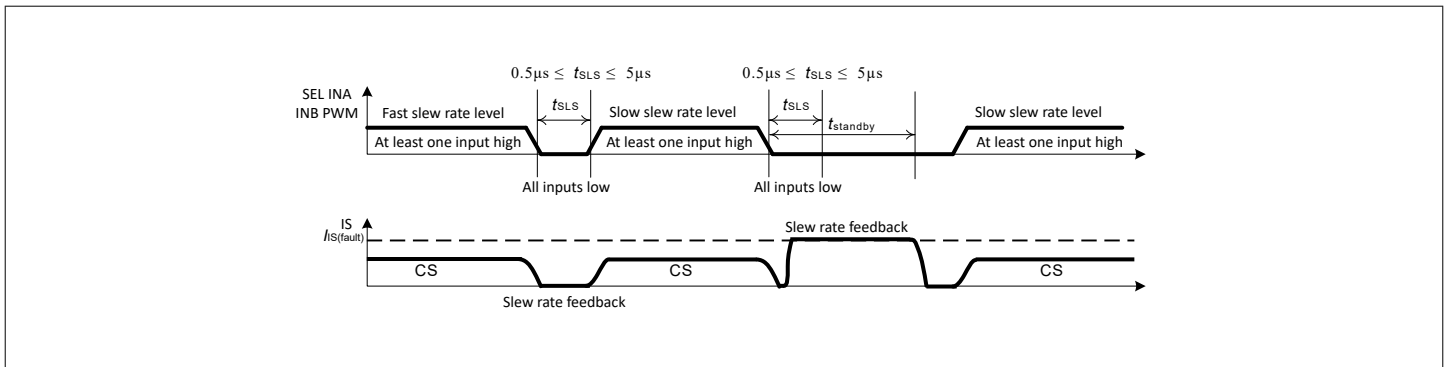 0.5μs ≤ tSLS ≤ 5μs
0.5μs ≤ tSLS ≤ 5μs
SEL INA
INB PWM
Fast slew rate level
tSLS
Slow slew rate level
tSLS
tstandby
Slow slew rate level
At least one input high
At least one input high
At least one input high
All inputs low
All inputs low
IS
IIS(fault)
Slew rate feedback
CS
CS
CS
Slew rate feedback